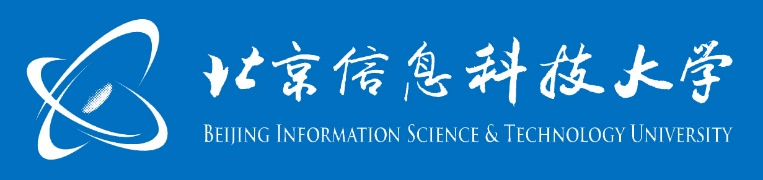 北京信息科技大学
BEIJING INFORMATION SCIENCE & TECHNOLOGY UNIVERSITY